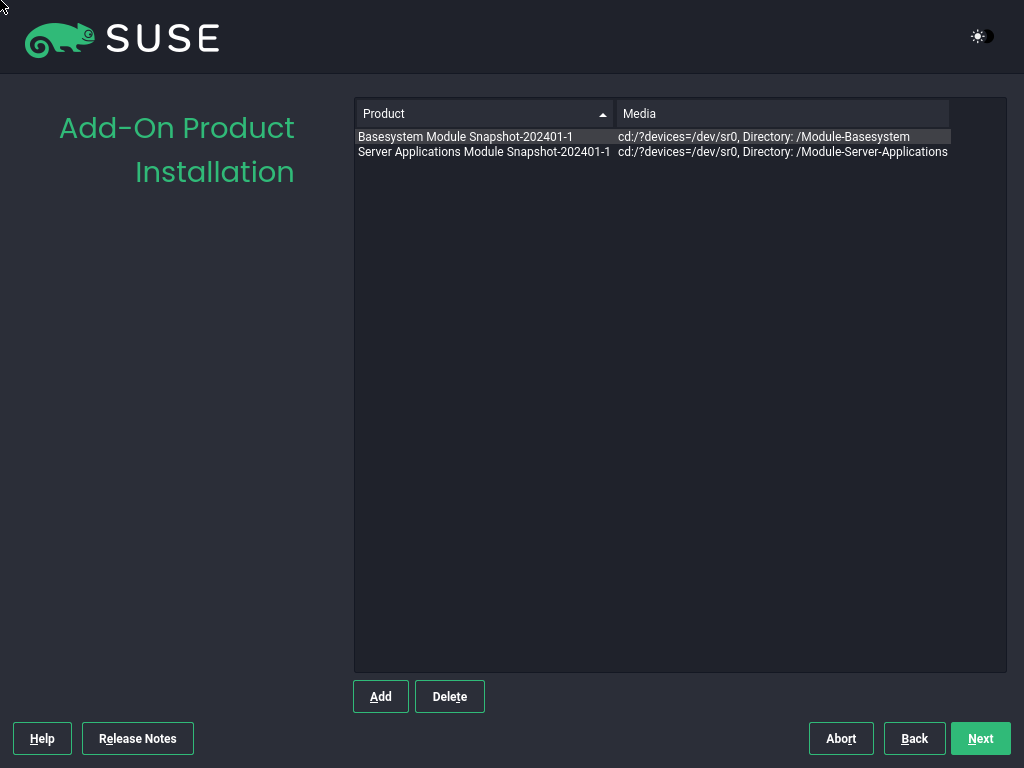 SUSE
Add-On Product
Installation
Product Media
Basesystem Module Snapshot-202401-1 cd:/?devices=/dev/sr0, Directory: /Module-Basesystem
Server Applications Module Snapshot-202401-1 cd:/?devices=/dev/sr0, Directory: /Module-Server-Applications
Add Delete
Help Release Notes Abort Back Next